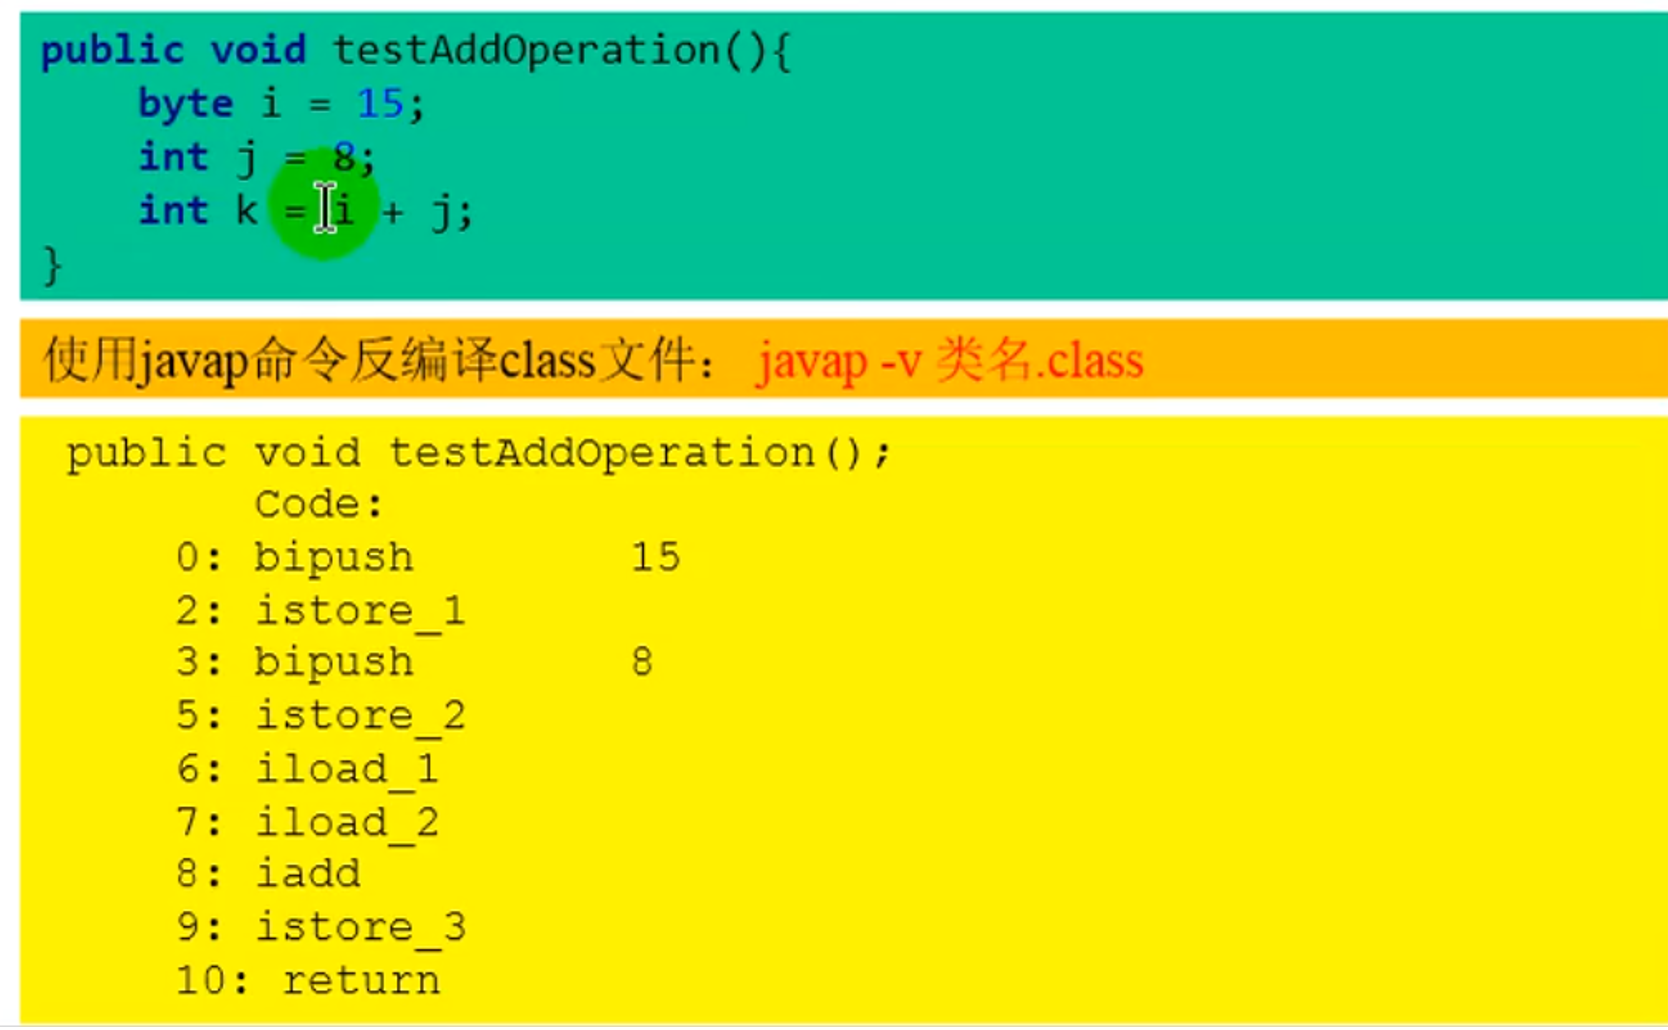 public void testAddOperation(){
byte i = 15;
int j = 8;
int k = i + j;
}
使用javap命令反编译class文件： javap -v 类名.class
public void testAddOperation();
Code:
0: bipush 15
2: istore_1
3: bipush 8
5: istore_2
6: iload_1
7: iload_2
8: iadd
9: istore_3
10: return